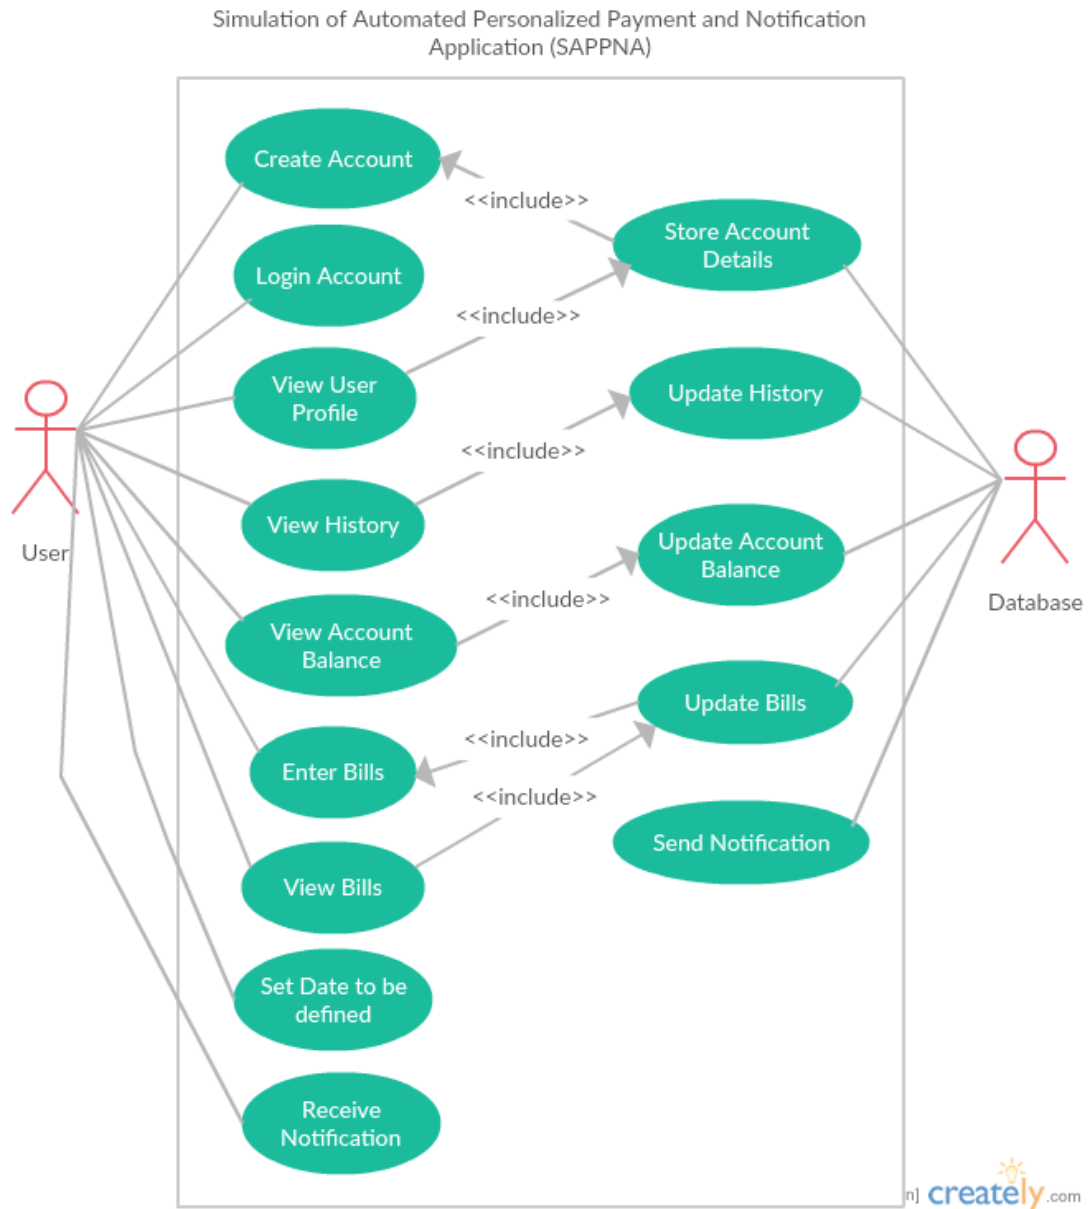 Simulation of Automated Personalized Payment and Notification
Application (SAPPNA)
Create Account
<<include>>
Store Account
Details
Login Account
<<include>>
View User
Profile
Update History
<<include>>
View History
User
Update Account
Balance
<<include>>
Database
View Account
Balance
Update Bills
<<include>>
Enter Bills
<<include>>
Send Notification
View Bills
Set Date to be
defined
Receive
Notification
n] creately.com